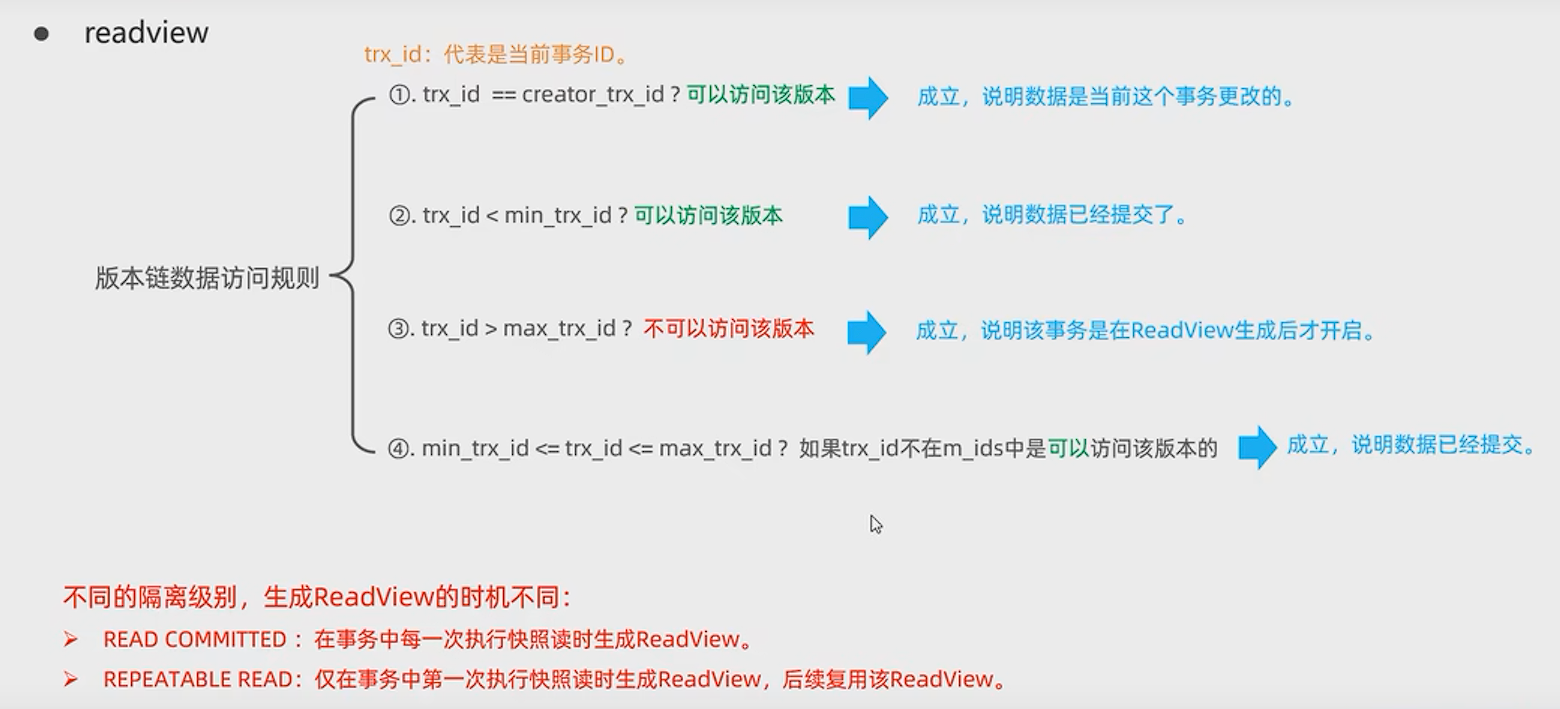 ● readview
trx_id：代表是当前事务ID。
①. trx_id == creator_trx_id ? 可以访问该版本 成立，说明数据是当前这个事务更改的。
②. trx_id < min_trx_id ? 可以访问该版本 成立，说明数据已经提交了。
版本链数据访问规则
③. trx_id > max_trx_id ? 不可以访问该版本 成立，说明该事务是在ReadView生成后才开启。
④. min_trx_id <= trx_id <= max_trx_id ? 如果trx_id不在m_ids中是可以访问该版本的 成立，说明数据已经提交。
不同的隔离级别，生成ReadView的时机不同：
➢ READ COMMITTED ：在事务中每一次执行快照读时生成ReadView。
➢ REPEATABLE READ：仅在事务中第一次执行快照读时生成ReadView，后续复用该ReadView。